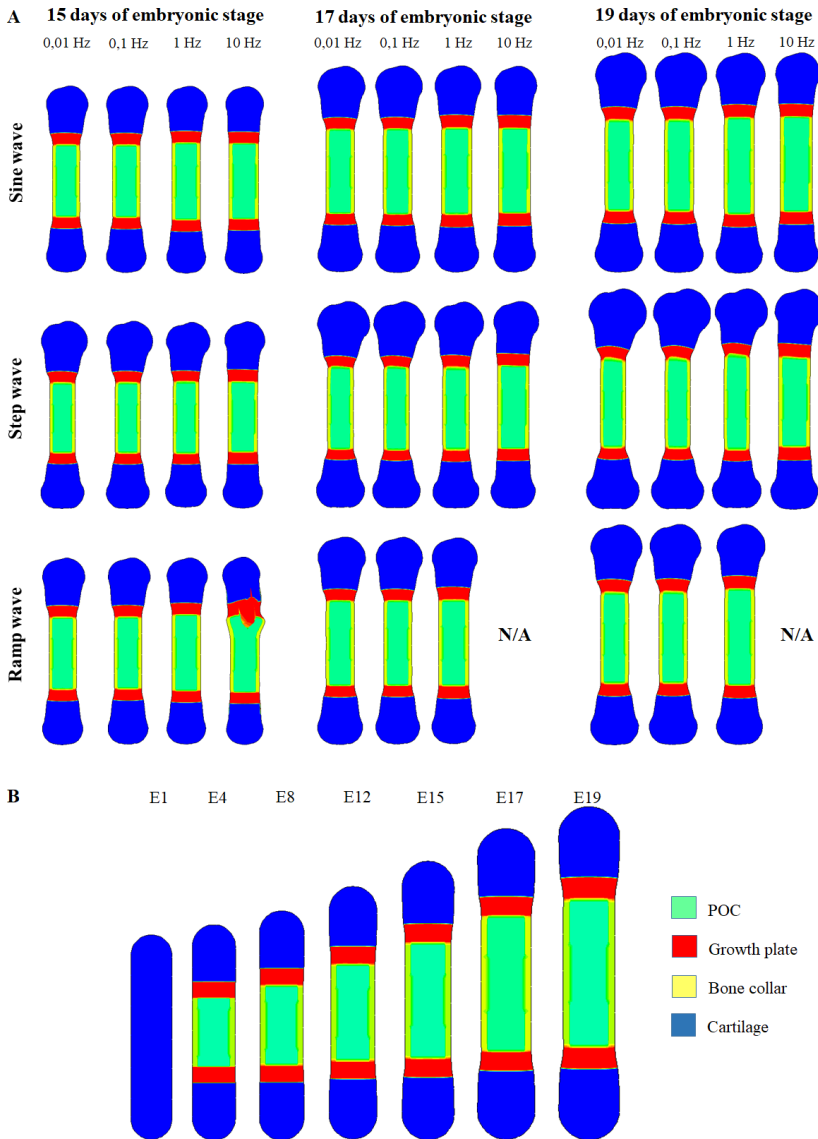 A 15 days of embryonic stage 17 days of embryonic stage 19 days of embryonic stage
0,01 Hz 0,1 Hz 1 Hz 10 Hz 0,01 Hz 0,1 Hz 1 Hz 10 Hz 0,01 Hz 0,1 Hz 1 Hz 10 Hz
Sine wave
Step wave
Ramp wave
N/A N/A
B E1 E4 E8 E12 E15 E17 E19
POC
Growth plate
Bone collar
Cartilage